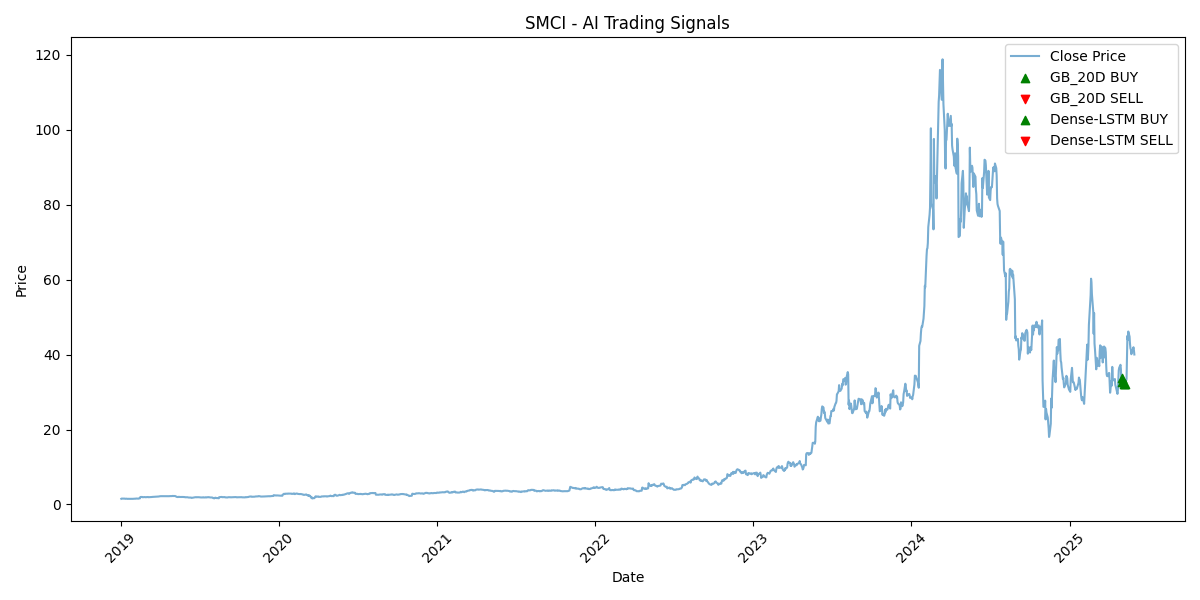 SMCI - AI Trading Signals
Close Price
GB_20D BUY
GB_20D SELL
Dense-LSTM BUY
Dense-LSTM SELL
Price
120
100
80
60
40
20
0
2019
2020
2021
2022
2023
2024
2025
Date